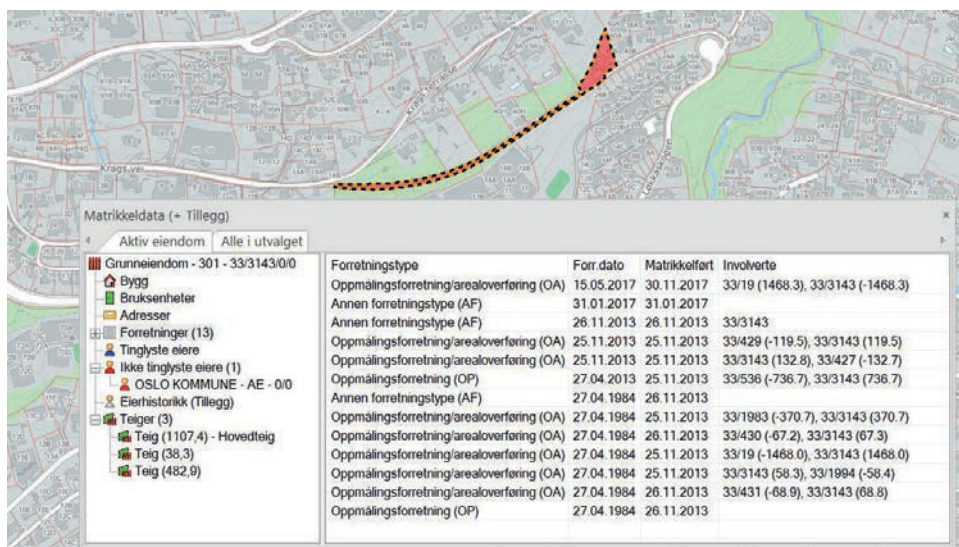 Krags terrasse
Krags vei
Lokkaskogen
Matrikkeldata (+ Tillegg)
Aktiv eiendom Alle i utvalget
Grunneiendom - 301 - 33/3143/0/0
Bygg
Bruksenheter
Adresser
Forretninger (13)
Tinglyste eiere
Ikke tinglyste eiere (1)
OSLO KOMMUNE - AE - 0/0
Eierhistorikk (Tillegg)
Teiger (3)
Teig (1107,4) - Hovedteig
Teig (38,3)
Teig (482,9)
Forretningstype Forr.dato Matrikkelført Involverte
Oppmålingsforretning/arealoverføring (OA) 15.05.2017 30.11.2017 33/19 (1468.3), 33/3143 (-1468.3)
Annen forretningstype (AF) 31.01.2017 31.01.2017
Annen forretningstype (AF) 26.11.2013 26.11.2013 33/3143
Oppmålingsforretning/arealoverføring (OA) 25.11.2013 25.11.2013 33/429 (-119.5), 33/3143 (119.5)
Oppmålingsforretning/arealoverføring (OA) 25.11.2013 25.11.2013 33/3143 (132.8), 33/427 (-132.7)
Oppmålingsforretning (OP) 27.04.2013 25.11.2013 33/536 (-736.7), 33/3143 (736.7)
Annen forretningstype (AF) 27.04.1984 26.11.2013
Oppmålingsforretning/arealoverføring (OA) 27.04.1984 25.11.2013 33/1983 (-370.7), 33/3143 (370.7)
Oppmålingsforretning/arealoverføring (OA) 27.04.1984 26.11.2013 33/430 (-67.2), 33/3143 (67.3)
Oppmålingsforretning/arealoverføring (OA) 27.04.1984 25.11.2013 33/19 (-1468.0), 33/3143 (1468.0)
Oppmålingsforretning/arealoverføring (OA) 27.04.1984 25.11.2013 33/3143 (58.3), 33/1994 (-58.4)
Oppmålingsforretning/arealoverføring (OA) 27.04.1984 26.11.2013 33/431 (-68.9), 33/3143 (68.8)
Oppmålingsforretning (OP) 27.04.1984 26.11.2013